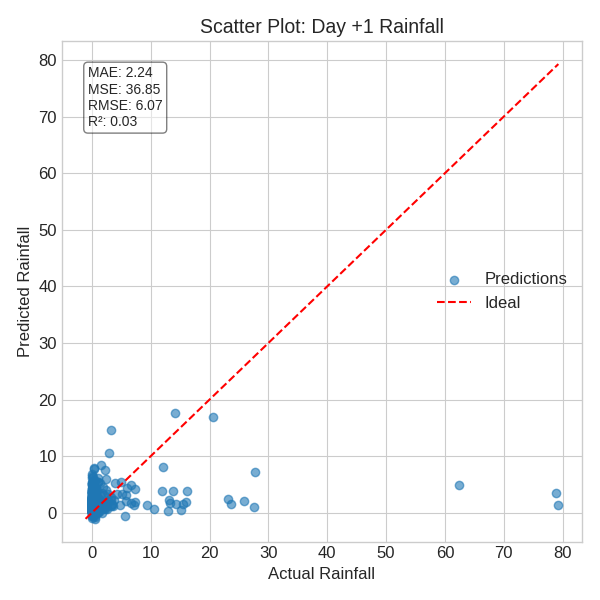 Scatter Plot: Day +1 Rainfall
80
70
60
50
40
30
20
10
0
Predicted Rainfall
MAE: 2.24
MSE: 36.85
RMSE: 6.07
R²: 0.03
Predictions
Ideal
0 10 20 30 40 50 60 70 80
Actual Rainfall